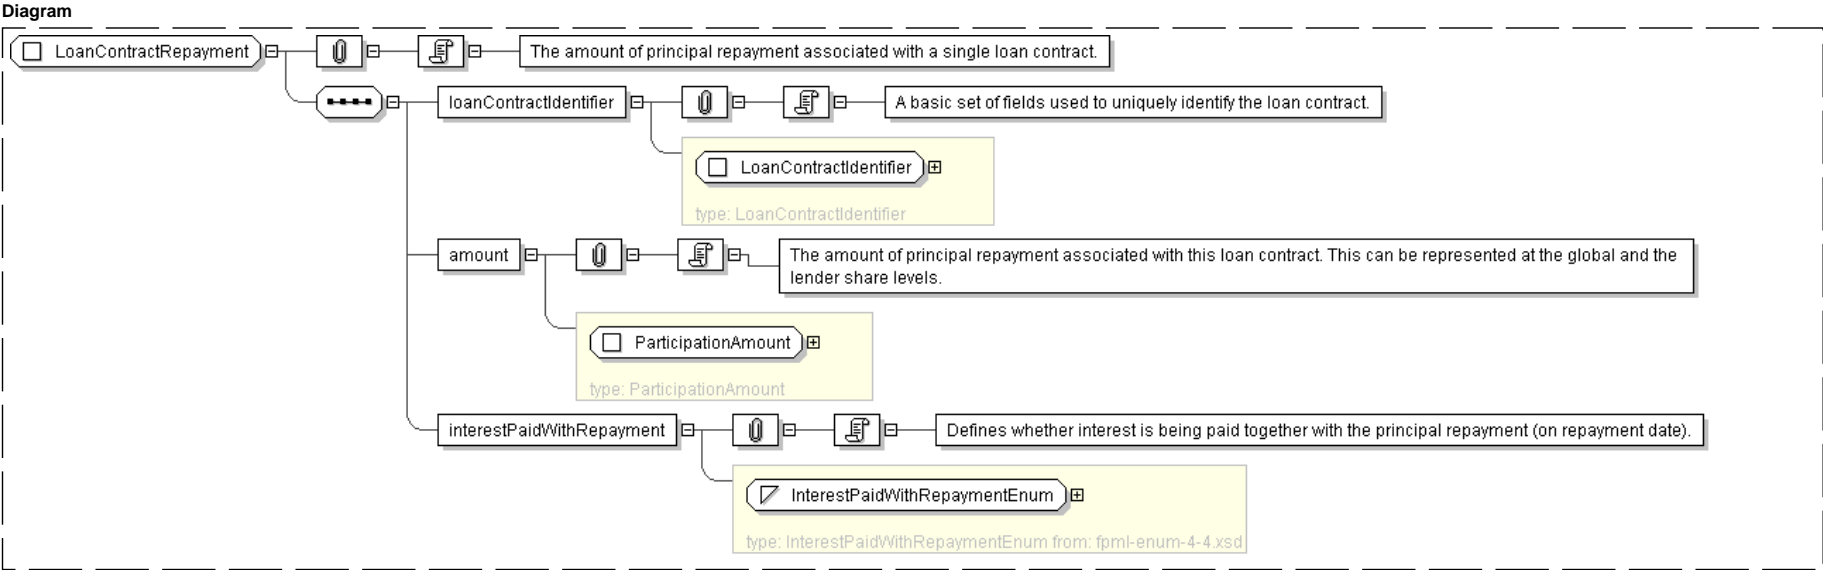 Diagram
LoanContractRepayment
The amount of principal repayment associated with a single loan contract.
loanContractIdentifier
A basic set of fields used to uniquely identify the loan contract.
LoanContractIdentifier
type: LoanContractIdentifier
amount
The amount of principal repayment associated with this loan contract. This can be represented at the global and the
lender share levels.
ParticipationAmount
type: ParticipationAmount
interestPaidWithRepayment
Defines whether interest is being paid together with the principal repayment (on repayment date).
InterestPaidWithRepaymentEnum
type: InterestPaidWithRepaymentEnum from: fpml-enum-4-4.xsd